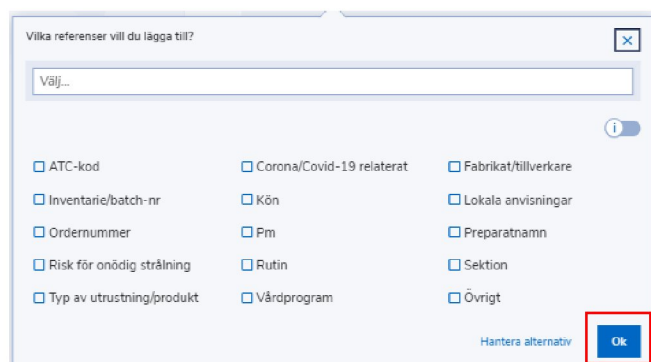 Vilka referenser vill du lägga till?
Välj...
ATC-kod
Corona/Covid-19 relaterat
Fabrikat/tillverkare
Inventarie/batch-nr
Kön
Lokala anvisningar
Ordernummer
Pm
Preparatnamn
Risk för onödig strålning
Rutin
Sektion
Typ av utrustning/produkt
Vårdprogram
Övrigt
Hantera alternativ
Ok